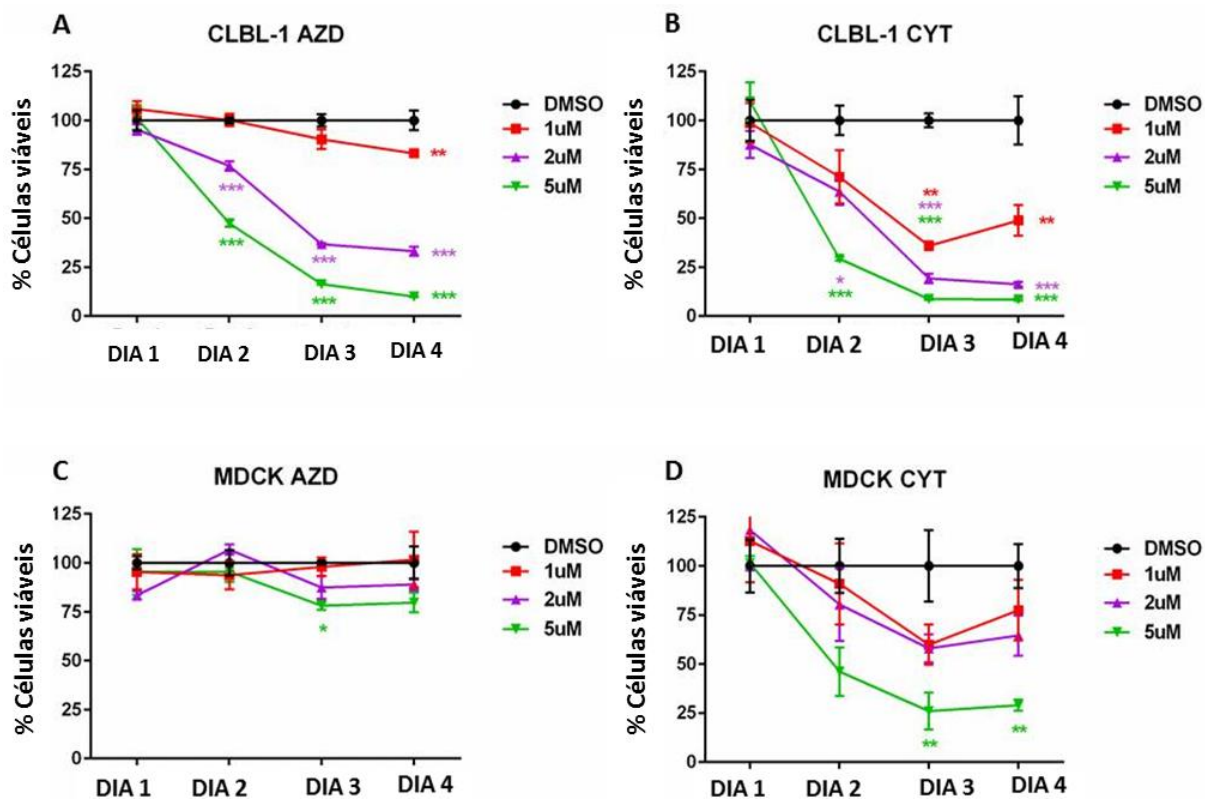 A
CLBL-1 AZD
% Células viáveis
125
100
75
50
25
0
DIA 1 DIA 2 DIA 3 DIA 4
DMSO
1uM
2uM
5uM
***
***
***
***
**
***
***
B
CLBL-1 CYT
% Células viáveis
125
100
75
50
25
0
DIA 1 DIA 2 DIA 3 DIA 4
DMSO
1uM
2uM
5uM
*
***
**
***
***
**
***
***
C
MDCK AZD
% Células viáveis
125
100
75
50
25
0
DIA 1 DIA 2 DIA 3 DIA 4
DMSO
1uM
2uM
5uM
*
D
MDCK CYT
% Células viáveis
125
100
75
50
25
0
DIA 1 DIA 2 DIA 3 DIA 4
DMSO
1uM
2uM
5uM
**
**